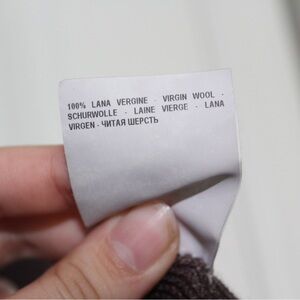 100% LANA VERGINE · VIRGIN WOOL ·
SCHURWOLLE · LAINE VIERGE · LANA
VIRGEN · ЧИТАЯ ШЕРСТЬ